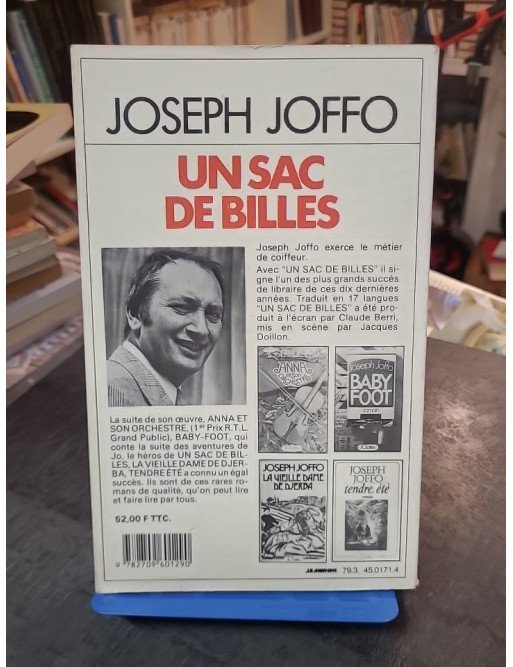 JOSEPH JOFFO
UN SAC
DE BILLES
Joseph Joffo exerce le métier
de coiffeur.
Avec "UN SAC DE BILLES" il si-
gne l'un des plus grands succès
de librairie de ces dix dernières
années. Traduit en 17 langues
"UN SAC DE BILLES" a été pro-
duit à l'écran par Claude Berri,
mis en scène par Jacques
Doillon.
La suite de son œuvre, ANNA ET
SON ORCHESTRE, (1er Prix R.T.L.
Grand Public), BABY-FOOT, qui
conte la suite des aventures de
Jo, le héros de UN SAC DE BIL-
LES, LA VIEILLE DAME DE DJER-
BA, TENDRE ÉTÉ a connu un égal
succès. Ils sont de ces rares ro-
mans de qualité, qu'on peut lire
et faire lire par tous.
52,00 F TTC.
9 782709 601290
ANNA
Joseph Joffo
BABY
FOOT
roman
JOSEPH JOFFO
LA VIEILLE DAME
DE DJERBA
JOSEPH
JOFFO
tendre été
79.3. 45.0171.4